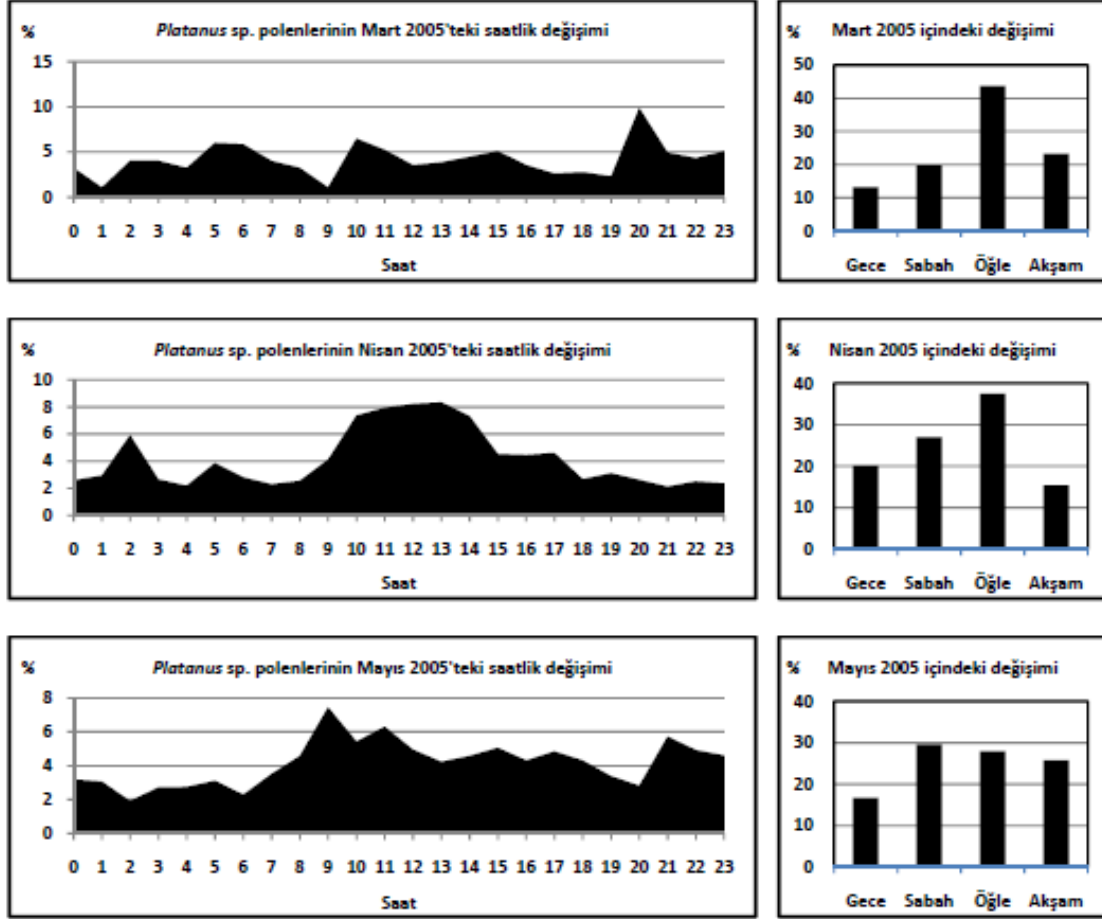 % Platanus sp. polenlerinin Mart 2005'teki saatlik değişimi
15
10
5
0
0 1 2 3 4 5 6 7 8 9 10 11 12 13 14 15 16 17 18 19 20 21 22 23
Saat
% Mart 2005 içindeki değişimi
50
40
30
20
10
0
Gece Sabah Öğle Akşam
% Platanus sp. polenlerinin Nisan 2005'teki saatlik değişimi
10
8
6
4
2
0
0 1 2 3 4 5 6 7 8 9 10 11 12 13 14 15 16 17 18 19 20 21 22 23
Saat
% Nisan 2005 içindeki değişimi
40
30
20
10
0
Gece Sabah Öğle Akşam
% Platanus sp. polenlerinin Mayıs 2005'teki saatlik değişimi
8
6
4
2
0
0 1 2 3 4 5 6 7 8 9 10 11 12 13 14 15 16 17 18 19 20 21 22 23
Saat
% Mayıs 2005 içindeki değişimi
40
30
20
10
0
Gece Sabah Öğle Akşam